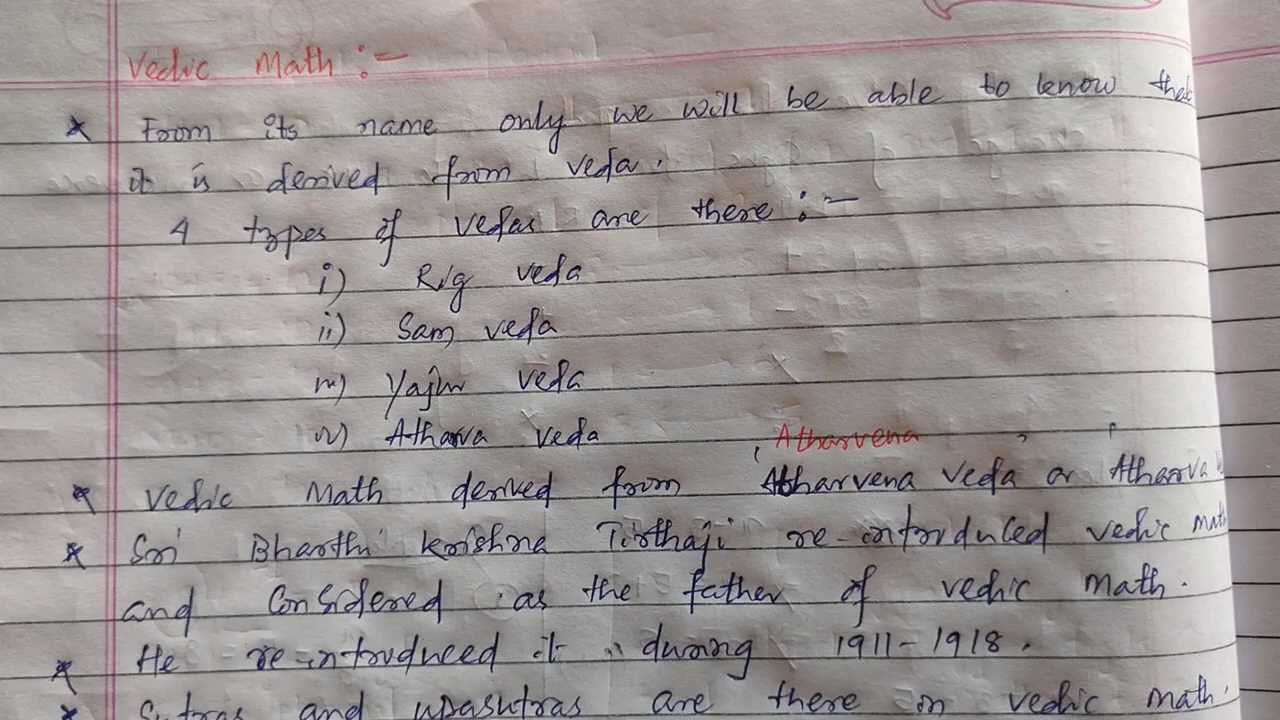 Vedic Math :-
* From its name only we will be able to know that
it is derived from veda.
4 types of vedas are there :-
i) Rig veda
ii) Sam veda
iii) Yajur veda
iv) Atharva veda
Atharvena
* Vedic Math derived from 'Atharvena veda' or 'Atharva
* Sri Bharthi Krishna Tirthaji re-introduced vedic math
and considered as the father of vedic math.
* He re-introduced it during 1911-1918.
* Sutras and upasutras are there in vedic math.